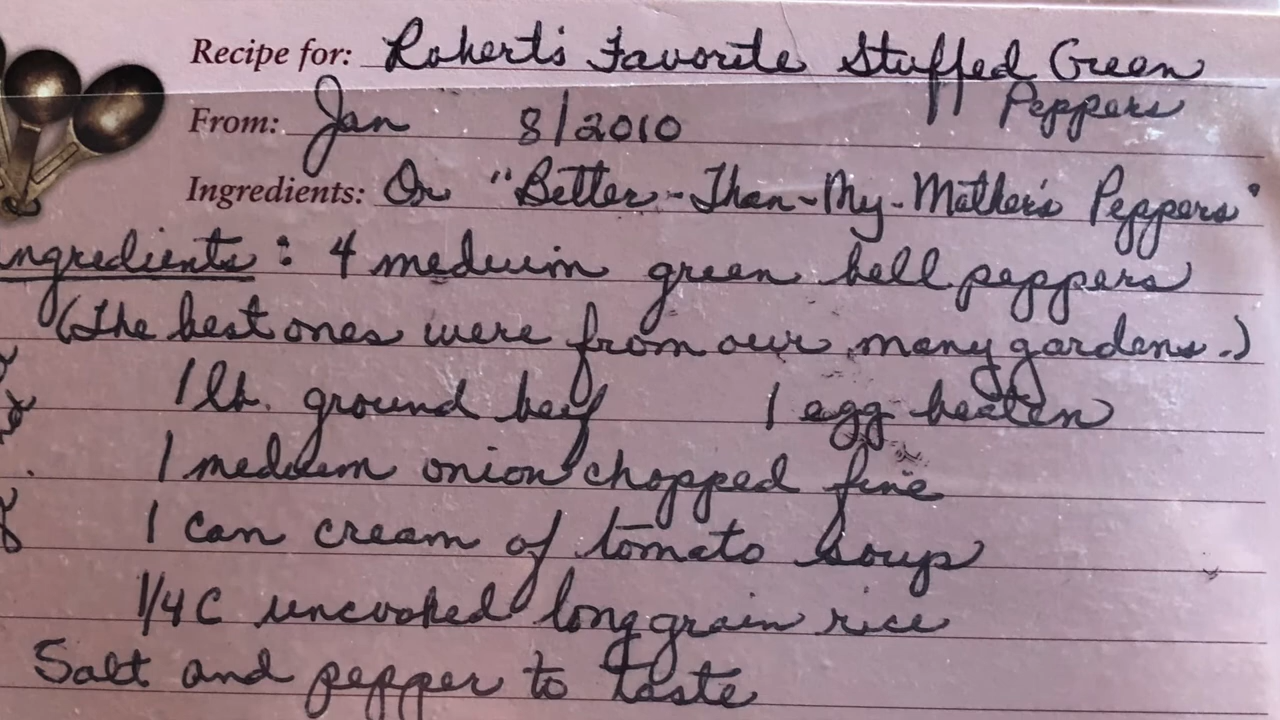 Recipe for: Robert's Favorite Stuffed Green
Peppers
From: Jan 8/2010
Ingredients: Or "Better-Than-My-Mother's Peppers"
Ingredients: 4 medium green bell peppers
(The best ones were from our many gardens.)
1 lb. ground beef 1 egg beaten
1 medium onion chopped fine
1 can cream of tomato soup
1/4 C uncooked long grain rice
Salt and pepper to taste